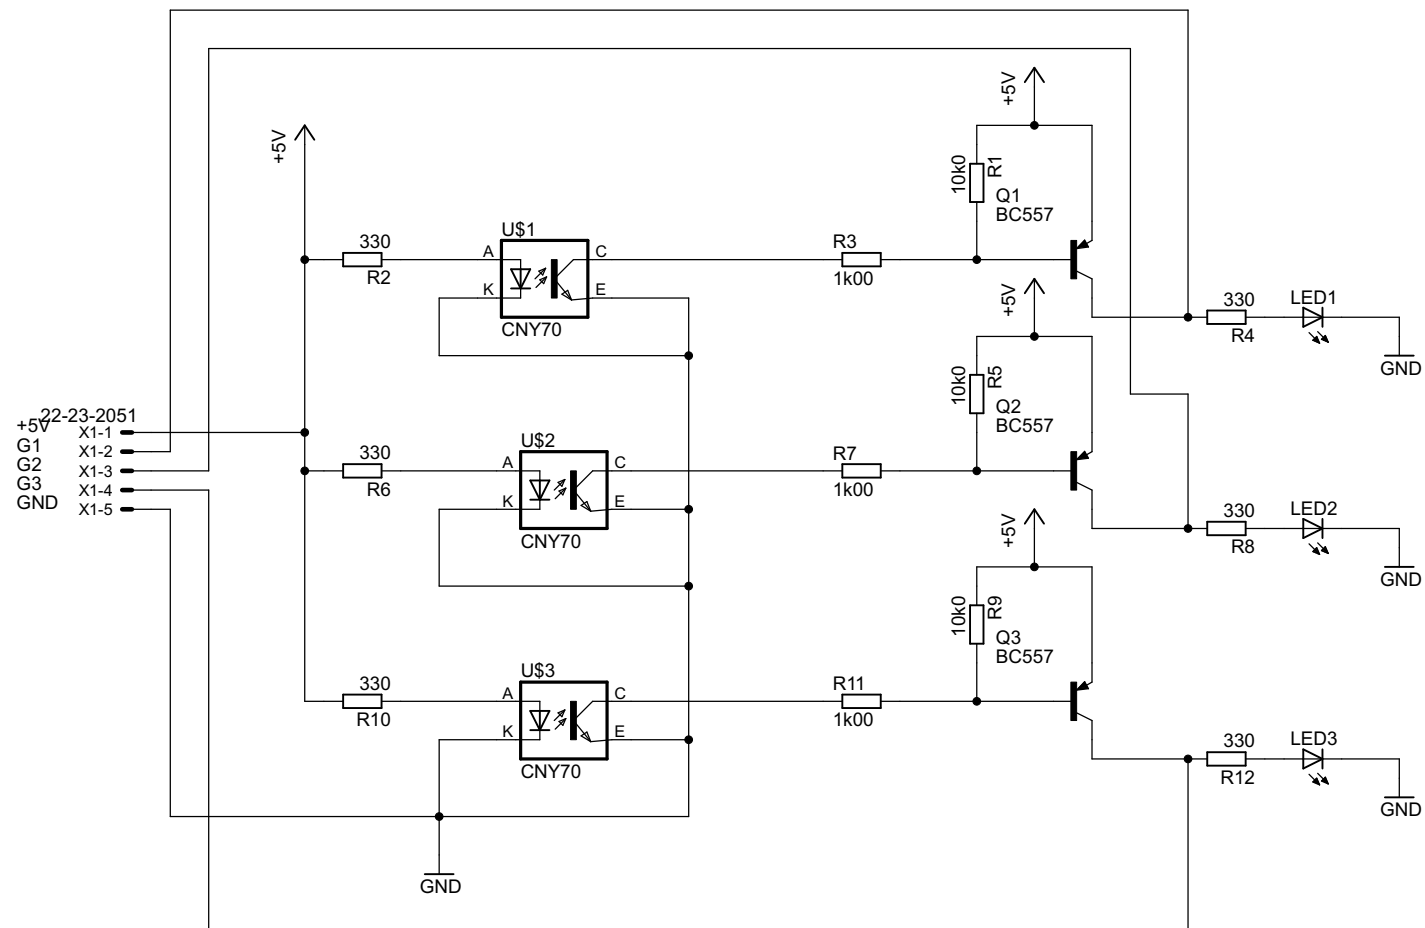 +5V
+5V
10k0
R1
Q1
BC557
330
R2
U$1
A
C
K
E
CNY70
R3
1k00
+5V
330
R4
LED1
GND
10k0
R5
Q2
BC557
22-23-2051
+5V
X1-1
G1
X1-2
G2
X1-3
G3
X1-4
GND
X1-5
330
R6
U$2
A
C
K
E
CNY70
R7
1k00
+5V
330
R8
LED2
GND
10k0
R9
Q3
BC557
330
R10
U$3
A
C
K
E
CNY70
R11
1k00
330
R12
LED3
GND
GND